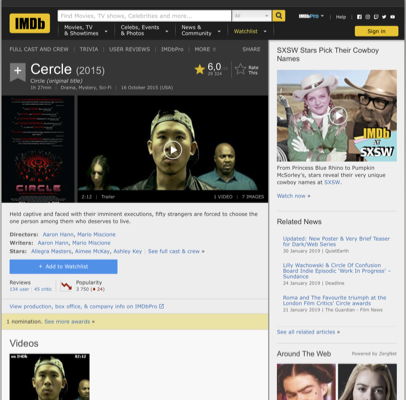 IMDb
Find Movies, TV shows, Celebrities and more...
All
IMDbPro
Help
Movies, TV
& Showtimes
Celebs, Events
& Photos
News &
Community
Watchlist
Sign in
FULL CAST AND CREW | TRIVIA | USER REVIEWS | IMDbPro | MORE
SHARE
Cercle (2015)
Circle (original title)
1h 27min | Drama, Mystery, Sci-Fi | 16 October 2015 (USA)
6,0
Rate
This
CIRCLE
2:12 | Trailer
1 VIDEO | 7 IMAGES
Held captive and faced with their imminent executions, fifty strangers are forced to choose the
one person among them who deserves to live.
Directors: Aaron Hann, Mario Miscione
Writers: Aaron Hann, Mario Miscione
Stars: Allegra Masters, Aimee McKay, Ashley Key | See full cast & crew »
+ Add to Watchlist
Reviews
134 user | 45 critic
Popularity
3 750 ( 24)
View production, box office, & company info on IMDbPro
1 nomination. See more awards »
Videos
02:12
SXSW Stars Pick Their Cowboy
Names
IMDb
at
SXSW
From Princess Blue Rhino to Pumpkin
McSorley's, stars reveal their very unique
cowboy names at SXSW.
Watch now »
Related News
Updated: New Poster & Very Brief Teaser
for Dark/Web Series
30 January 2019 | QuietEarth
Lilly Wachowski & Circle Of Confusion
Board Indie Episodic 'Work In Progress' –
Sundance
24 January 2019 | Deadline
Roma and The Favourite triumph at the
London Film Critics' Circle awards
21 January 2019 | The Guardian - Film News
See all related articles »
Around The Web
Powered by ZergNet